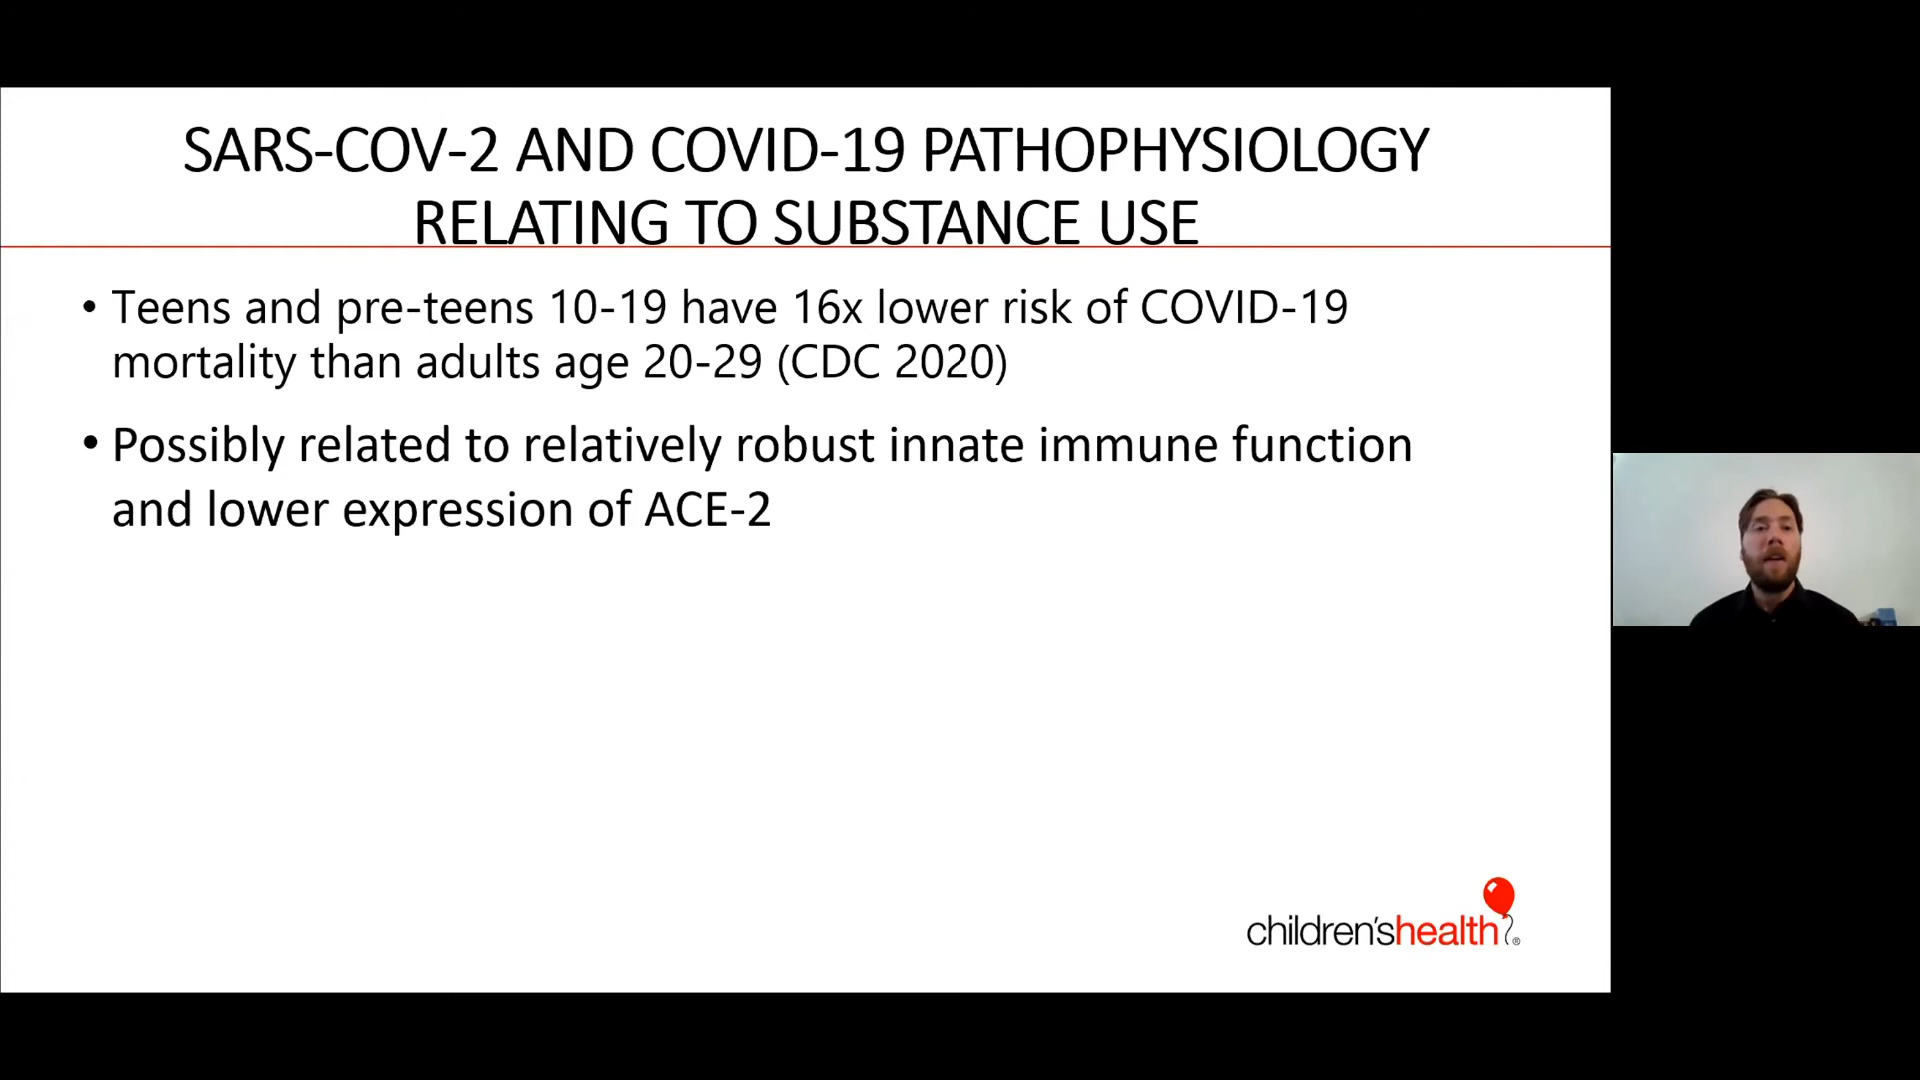 SARS-COV-2 AND COVID-19 PATHOPHYSIOLOGY
RELATING TO SUBSTANCE USE
• Teens and pre-teens 10-19 have 16x lower risk of COVID-19
mortality than adults age 20-29 (CDC 2020)
• Possibly related to relatively robust innate immune function
and lower expression of ACE-2
children'shealth®